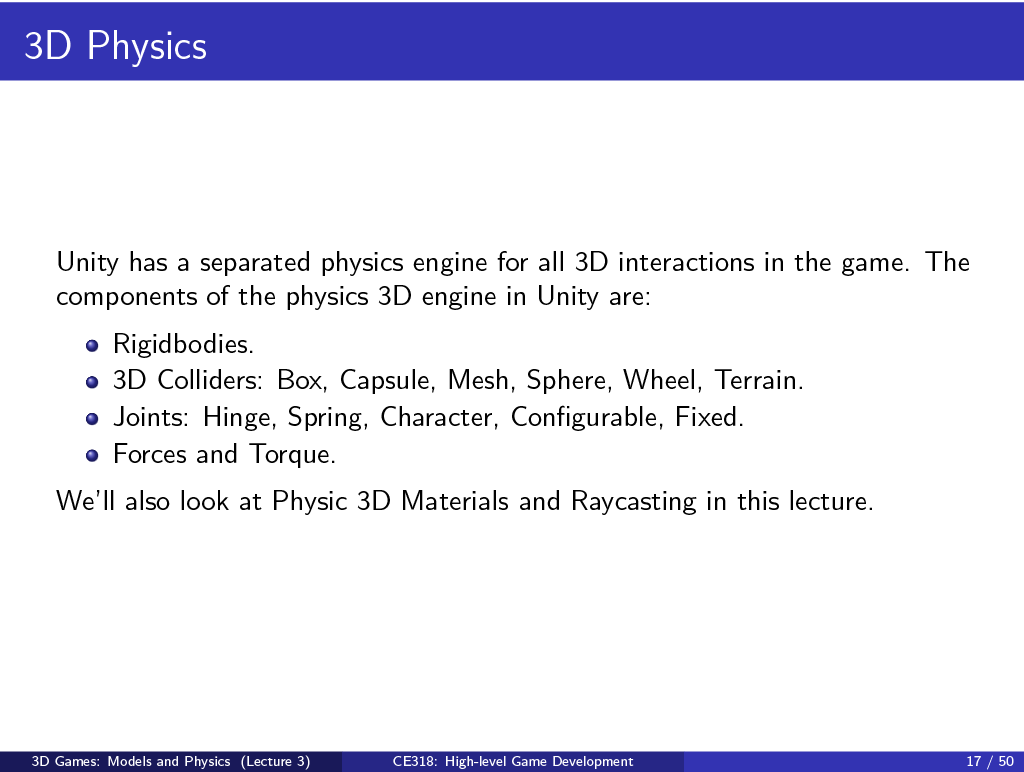 3D Physics
Unity has a separated physics engine for all 3D interactions in the game. The
components of the physics 3D engine in Unity are:
Rigidbodies.
3D Colliders: Box, Capsule, Mesh, Sphere, Wheel, Terrain.
Joints: Hinge, Spring, Character, Configurable, Fixed.
Forces and Torque.
We'll also look at Physic 3D Materials and Raycasting in this lecture.
3D Games: Models and Physics (Lecture 3) CE318: High-level Game Development 17 / 50